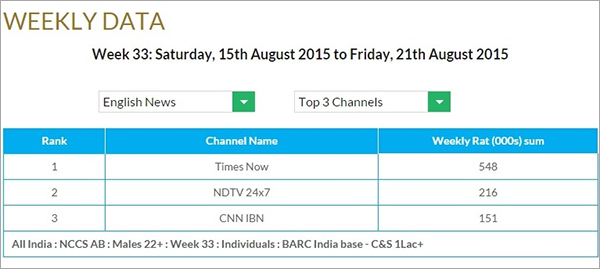 WEEKLY DATA
Week 33: Saturday, 15th August 2015 to Friday, 21th August 2015
English News Top 3 Channels
Rank Channel Name Weekly Rat (000s) sum
1 Times Now 548
2 NDTV 24x7 216
3 CNN IBN 151
All India : NCCS AB : Males 22+ : Week 33 : Individuals : BARC India base - C&S 1Lac+